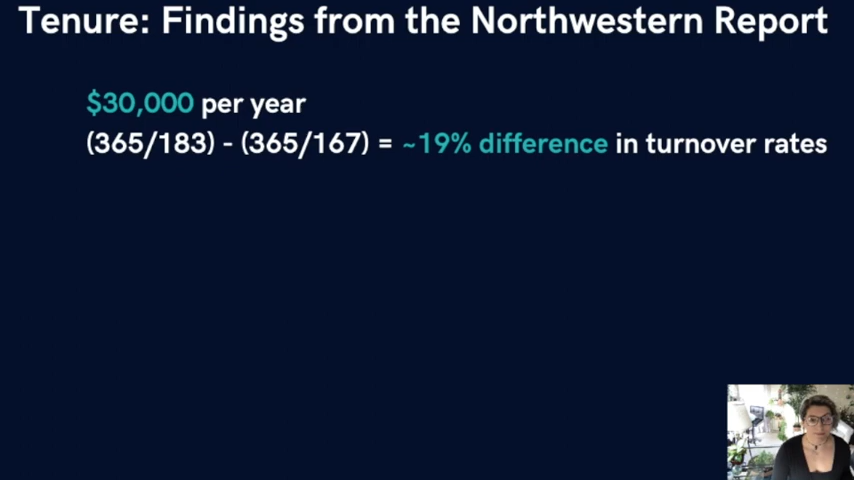 Tenure: Findings from the Northwestern Report
$30,000 per year
(365/183) - (365/167) = ~19% difference in turnover rates